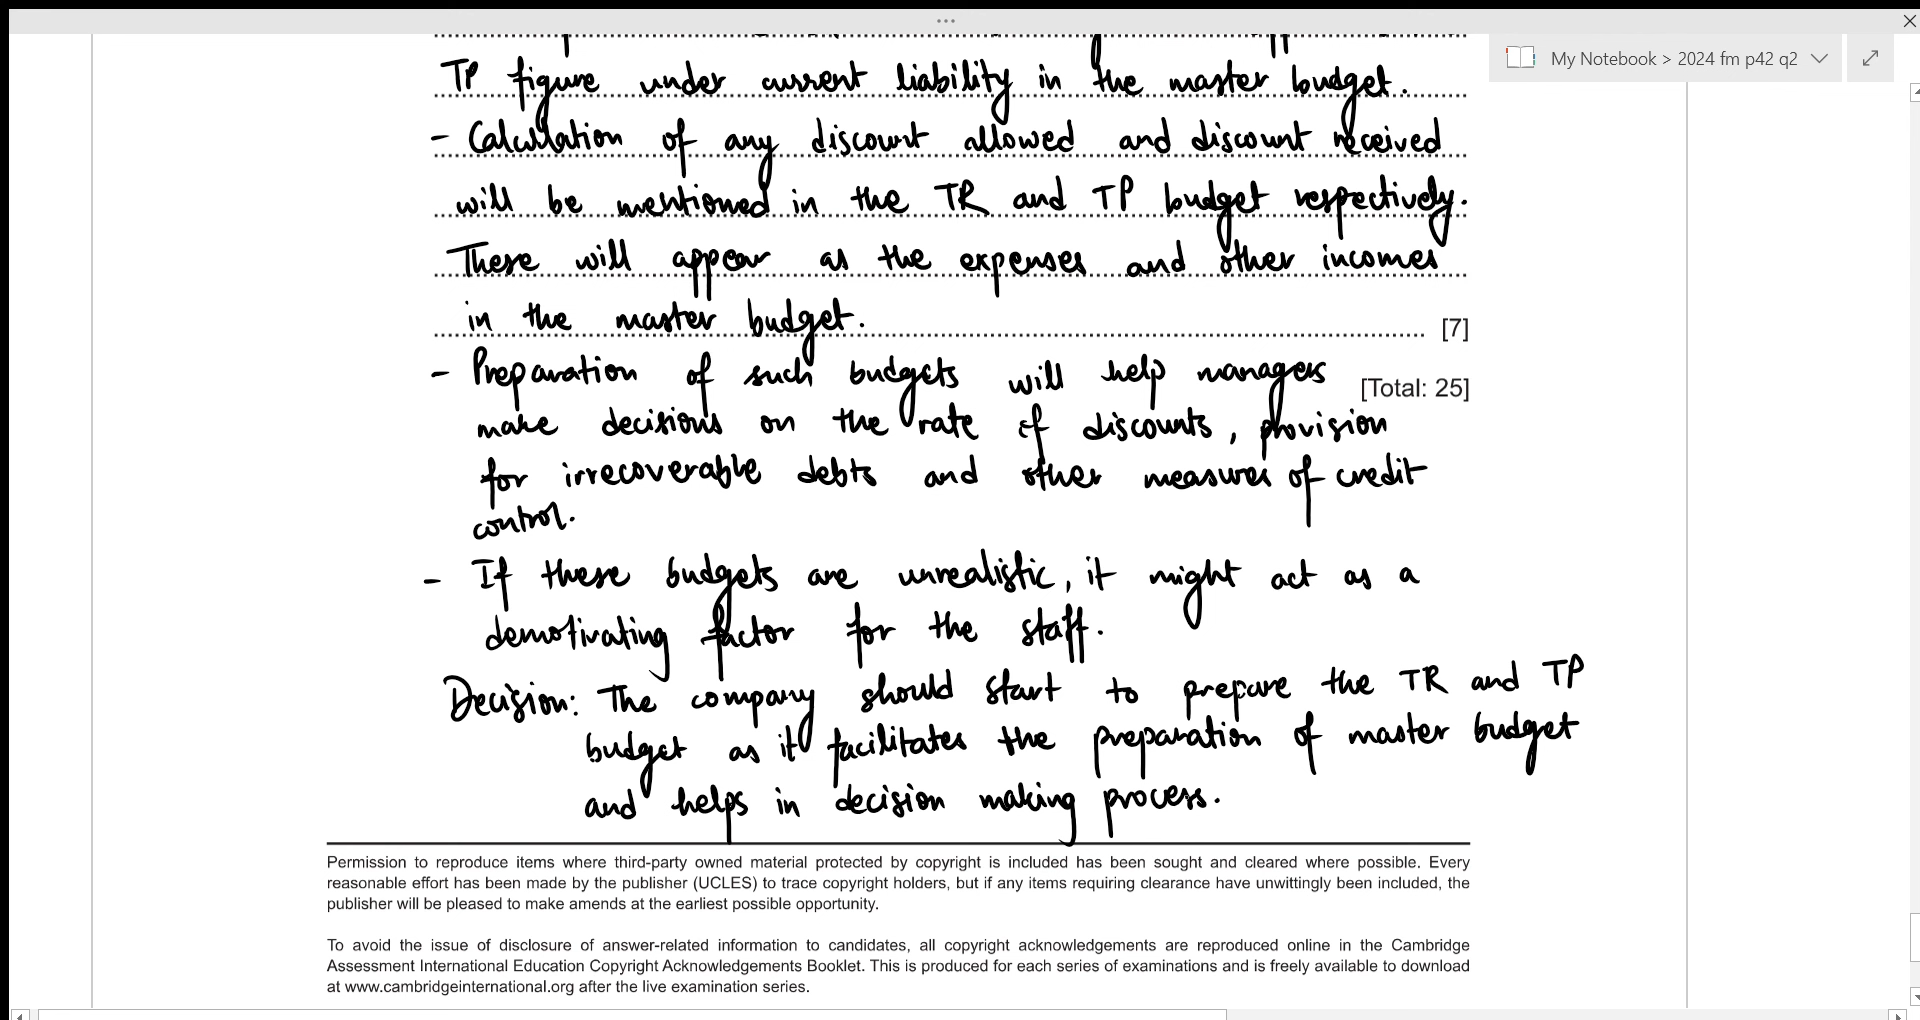 My Notebook > 2024 fm p42 q2
TP figure under current liability in the master budget.
- Calculation of any discount allowed and discount received
will be mentioned in the TR and TP budget respectively.
These will appear as the expenses and other incomes
in the master budget.
[7]
- Preparation of such budgets will help managers
[Total: 25]
make decisions on the rate of discounts, provision
for irrecoverable debts and other measures of credit
control.
- If these budgets are unrealistic, it might act as a
demotivating factor for the staff.
Decision: The company should start to prepare the TR and TP
budget as it facilitates the preparation of master budget
and helps in decision making process.
Permission to reproduce items where third-party owned material protected by copyright is included has been sought and cleared where possible. Every
reasonable effort has been made by the publisher (UCLES) to trace copyright holders, but if any items requiring clearance have unwittingly been included, the
publisher will be pleased to make amends at the earliest possible opportunity.
To avoid the issue of disclosure of answer-related information to candidates, all copyright acknowledgements are reproduced online in the Cambridge
Assessment International Education Copyright Acknowledgements Booklet. This is produced for each series of examinations and is freely available to download
at www.cambridgeinternational.org after the live examination series.